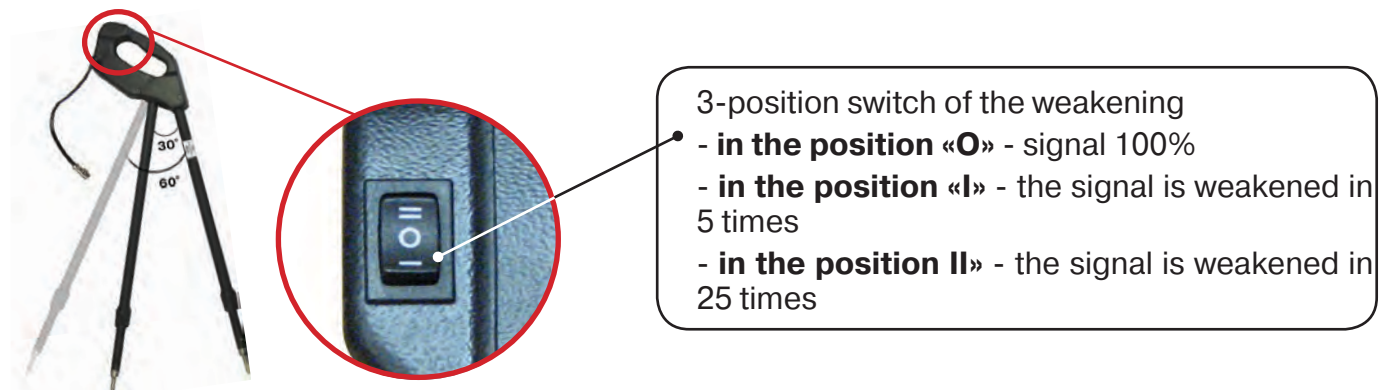 30°
60°
II
O
I
3-position switch of the weakening
- in the position «O» - signal 100%
- in the position «I» - the signal is weakened in
5 times
- in the position II» - the signal is weakened in
25 times